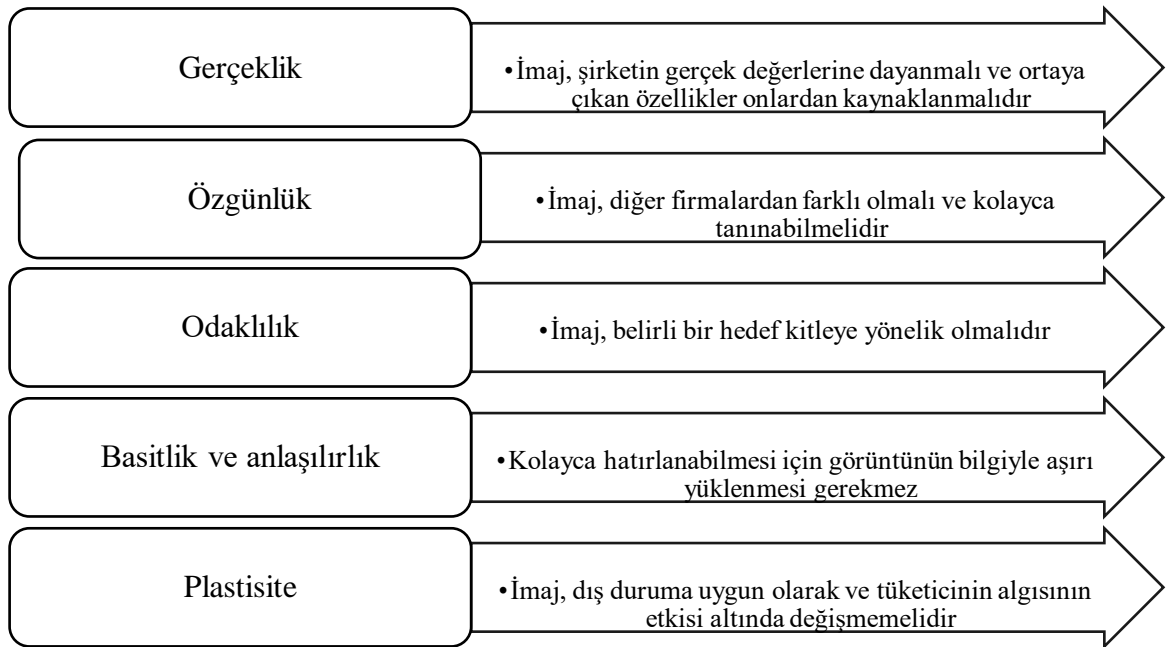 Gerçeklik
•İmaj, şirketin gerçek değerlerine dayanmalı ve ortaya
çıkan özellikler onlardan kaynaklanmalıdır
Özgünlük
•İmaj, diğer firmalardan farklı olmalı ve kolayca
tanınabilmelidir
Odaklılık
•İmaj, belirli bir hedef kitleye yönelik olmalıdır
Basitlik ve anlaşılırlık
•Kolayca hatırlanabilmesi için görüntünün bilgiyle aşırı
yüklenmesi gerekmez
Plastisite
•İmaj, dış duruma uygun olarak ve tüketicinin algısının
etkisi altında değişmemelidir